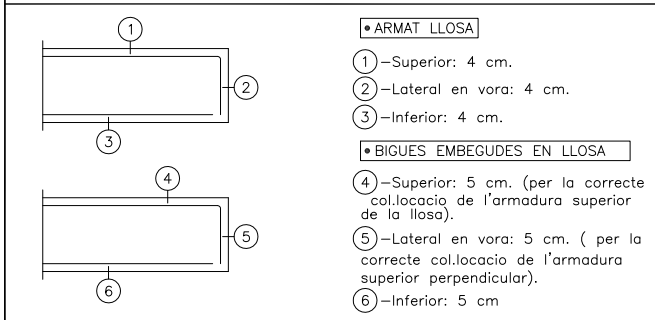 1
2
3
4
5
6
• ARMAT LLOSA
1 –Superior: 4 cm.
2 –Lateral en vora: 4 cm.
3 –Inferior: 4 cm.
• BIGUES EMBEGUDES EN LLOSA
4 –Superior: 5 cm. (per la correcte
col.locacio de l'armadura superior
de la llosa).
5 –Lateral en vora: 5 cm. ( per la
correcte col.locacio de l'armadura
superior perpendicular).
6 –Inferior: 5 cm